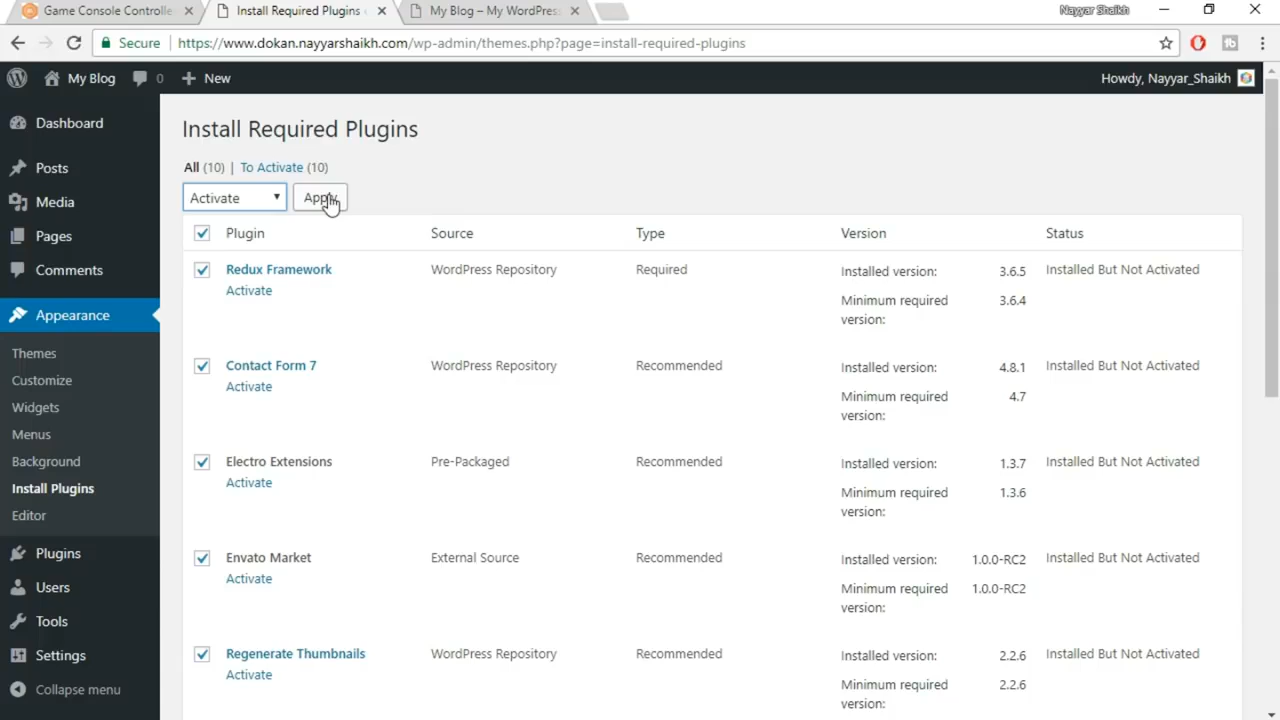 Game Console Controlle
Install Required Plugins
My Blog – My WordPress
Nayyar Shaikh
Secure
https://www.dokan.nayyarshaikh.com/wp-admin/themes.php?page=install-required-plugins
My Blog
0
New
Howdy, Nayyar_Shaikh
Dashboard
Posts
Media
Pages
Comments
Appearance
Themes
Customize
Widgets
Menus
Background
Install Plugins
Editor
Plugins
Users
Tools
Settings
Collapse menu
Install Required Plugins
All (10) | To Activate (10)
Activate
Apply
Plugin Source Type Version Status
Redux Framework WordPress Repository Required Installed version: 3.6.5 Installed But Not Activated
Activate
Minimum required 3.6.4
version:
Contact Form 7 WordPress Repository Recommended Installed version: 4.8.1 Installed But Not Activated
Activate
Minimum required 4.7
version:
Electro Extensions Pre-Packaged Recommended Installed version: 1.3.7 Installed But Not Activated
Activate
Minimum required 1.3.6
version:
Envato Market External Source Recommended Installed version: 1.0.0-RC2 Installed But Not Activated
Activate
Minimum required 1.0.0-RC2
version:
Regenerate Thumbnails WordPress Repository Recommended Installed version: 2.2.6 Installed But Not Activated
Activate
Minimum required 2.2.6
version: